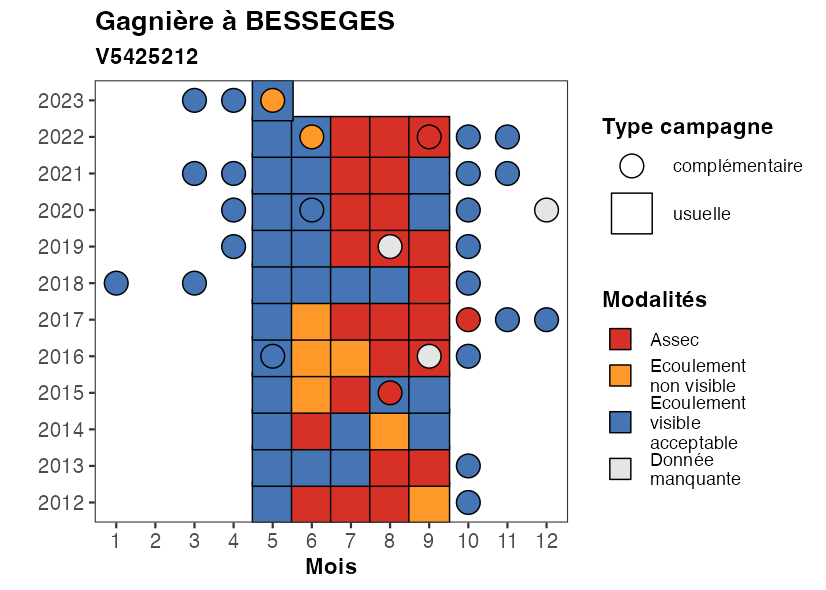 Gagnière à BESSEGES
V5425212
2023
2022
2021
2020
2019
2018
2017
2016
2015
2014
2013
2012
1 2 3 4 5 6 7 8 9 10 11 12
Mois
Type campagne
complémentaire
usuelle
Modalités
Assec
Ecoulement
non visible
Ecoulement
visible
acceptable
Donnée
manquante